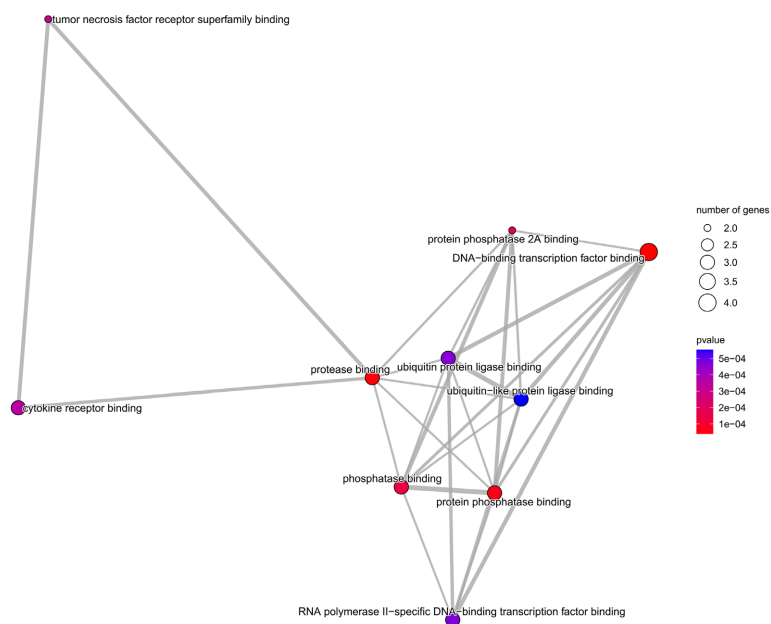 tumor necrosis factor receptor superfamily binding
protein phosphatase 2A binding
DNA−binding transcription factor binding
ubiquitin protein ligase binding
protease binding
ubiquitin−like protein ligase binding
cytokine receptor binding
phosphatase binding
protein phosphatase binding
RNA polymerase II−specific DNA−binding transcription factor binding
number of genes
2.0
2.5
3.0
3.5
4.0
pvalue
5e−04
4e−04
3e−04
2e−04
1e−04